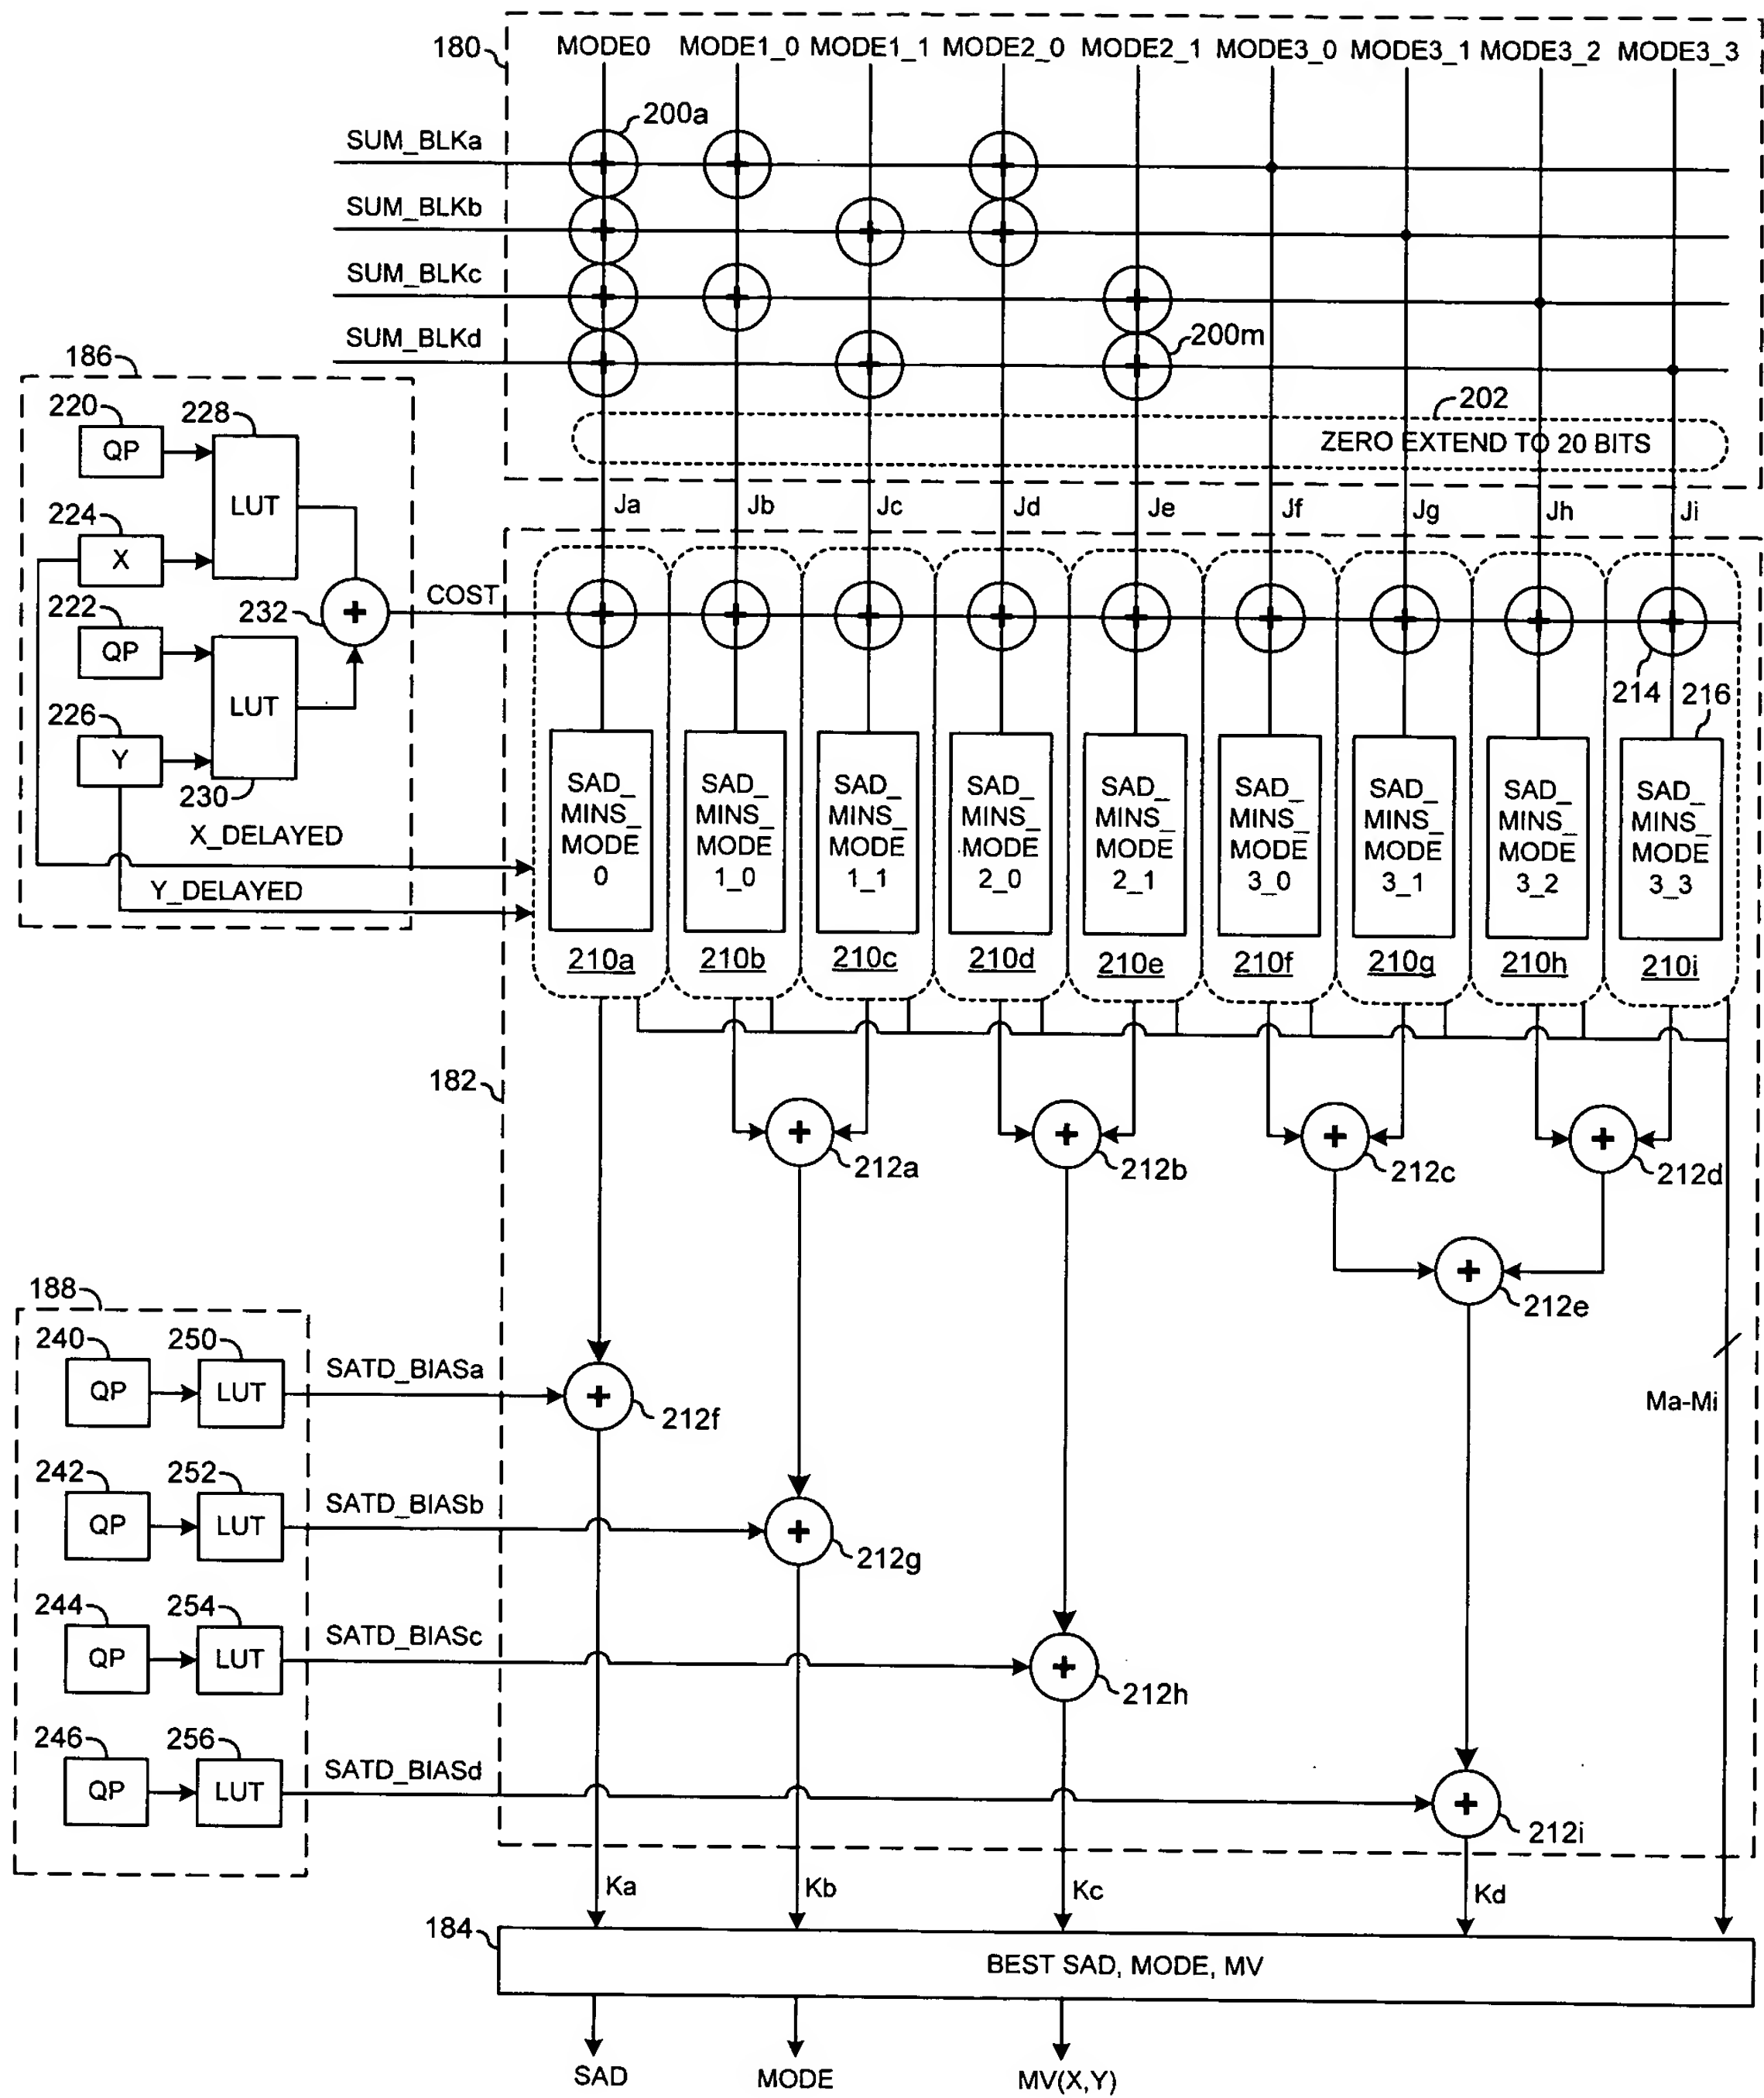 180
MODE0 MODE1_0 MODE1_1 MODE2_0 MODE2_1 MODE3_0 MODE3_1 MODE3_2 MODE3_3
200a
SUM_BLKa
SUM_BLKb
SUM_BLKc
SUM_BLKd
200m
202
ZERO EXTEND TO 20 BITS
Ja Jb Jc Jd Je Jf Jg Jh Ji
186
220
QP
228
LUT
224
X
222
QP
232
+
COST
LUT
226
Y
230
X_DELAYED
Y_DELAYED
214
216
SAD_
MINS_
MODE
0
SAD_
MINS_
MODE
1_0
SAD_
MINS_
MODE
1_1
SAD_
MINS_
MODE
2_0
SAD_
MINS_
MODE
2_1
SAD_
MINS_
MODE
3_0
SAD_
MINS_
MODE
3_1
SAD_
MINS_
MODE
3_2
SAD_
MINS_
MODE
3_3
210a 210b 210c 210d 210e 210f 210g 210h 210i
182
+ + + +
212a 212b 212c 212d
+
212e
188
240
QP
250
LUT
SATD_BIASa
+
212f
Ma-Mi
242
QP
252
LUT
SATD_BIASb
+
212g
244
QP
254
LUT
SATD_BIASc
+
212h
246
QP
256
LUT
SATD_BIASd
+
212i
Ka Kb Kc Kd
184
BEST SAD, MODE, MV
SAD MODE MV(X,Y)